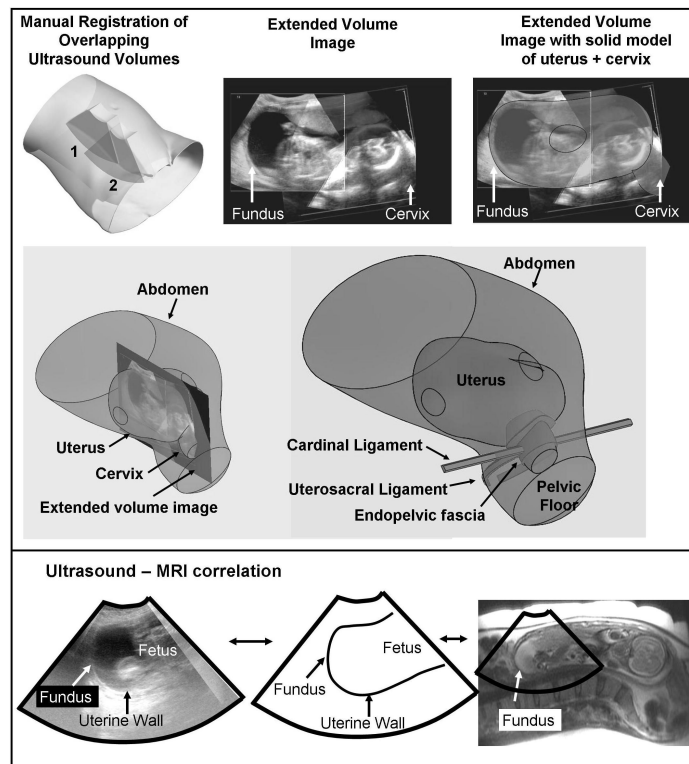 Manual Registration of
Overlapping
Ultrasound Volumes
Extended Volume
Image
Extended Volume
Image with solid model
of uterus + cervix
1
2
Fundus
Cervix
Fundus
Cervix
Abdomen
Uterus
Cervix
Extended volume image
Abdomen
Uterus
Cardinal Ligament
Uterosacral Ligament
Endopelvic fascia
Pelvic
Floor
Ultrasound – MRI correlation
Fetus
Fundus
Uterine Wall
Fetus
Fundus
Uterine Wall
Fundus